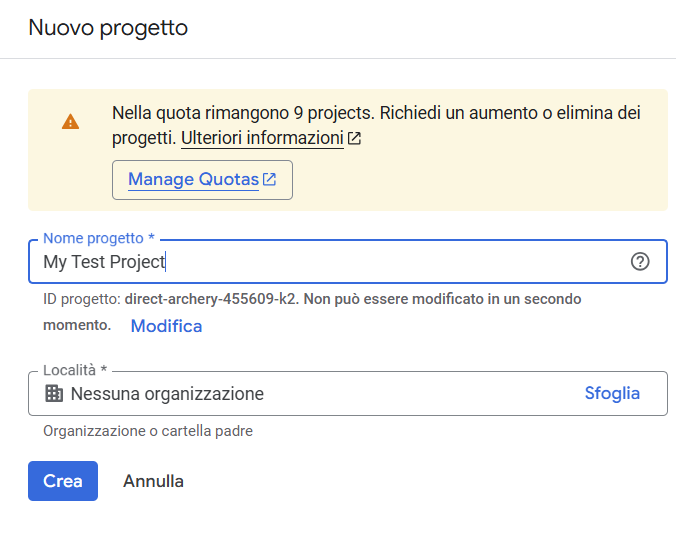 Nuovo progetto
Nella quota rimangono 9 projects. Richiedi un aumento o elimina dei
progetti. Ulteriori informazioni
Manage Quotas
Nome progetto *
My Test Project
ID progetto: direct-archery-455609-k2. Non può essere modificato in un secondo
momento. Modifica
Località *
Nessuna organizzazione Sfoglia
Organizzazione o cartella padre
Crea Annulla